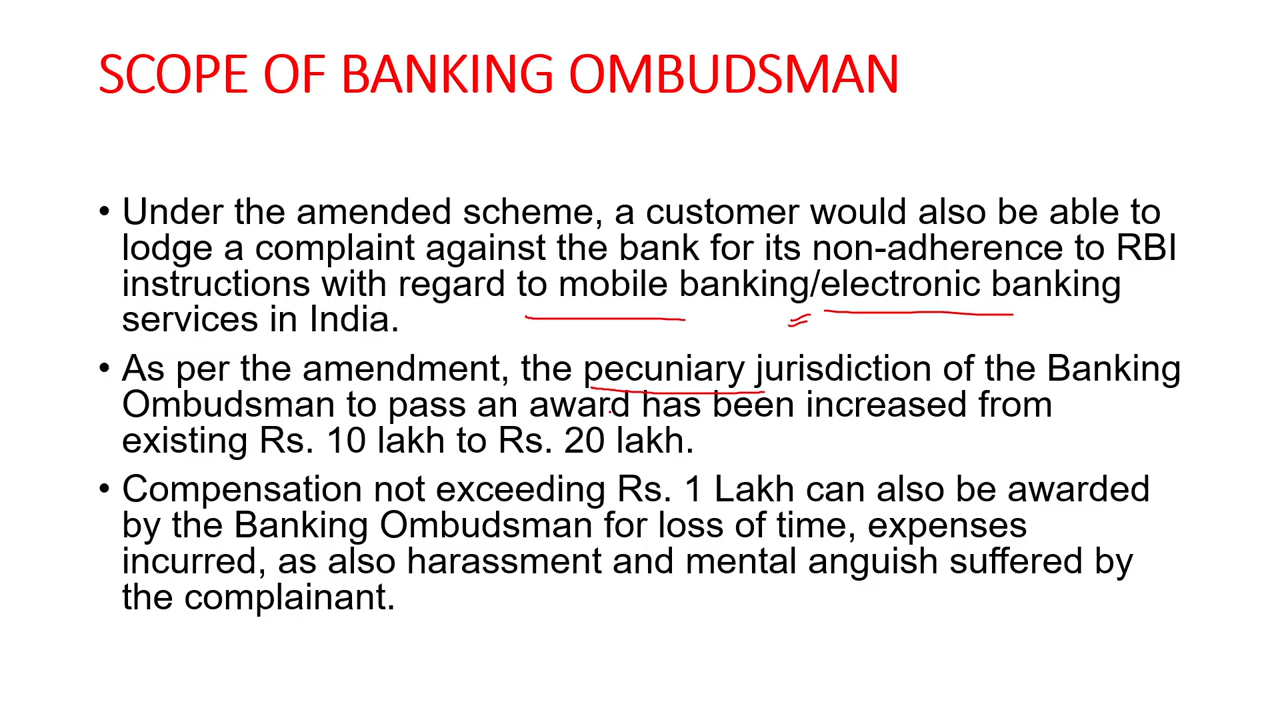 SCOPE OF BANKING OMBUDSMAN
• Under the amended scheme, a customer would also be able to
lodge a complaint against the bank for its non-adherence to RBI
instructions with regard to mobile banking/electronic banking
services in India.
• As per the amendment, the pecuniary jurisdiction of the Banking
Ombudsman to pass an award has been increased from
existing Rs. 10 lakh to Rs. 20 lakh.
• Compensation not exceeding Rs. 1 Lakh can also be awarded
by the Banking Ombudsman for loss of time, expenses
incurred, as also harassment and mental anguish suffered by
the complainant.